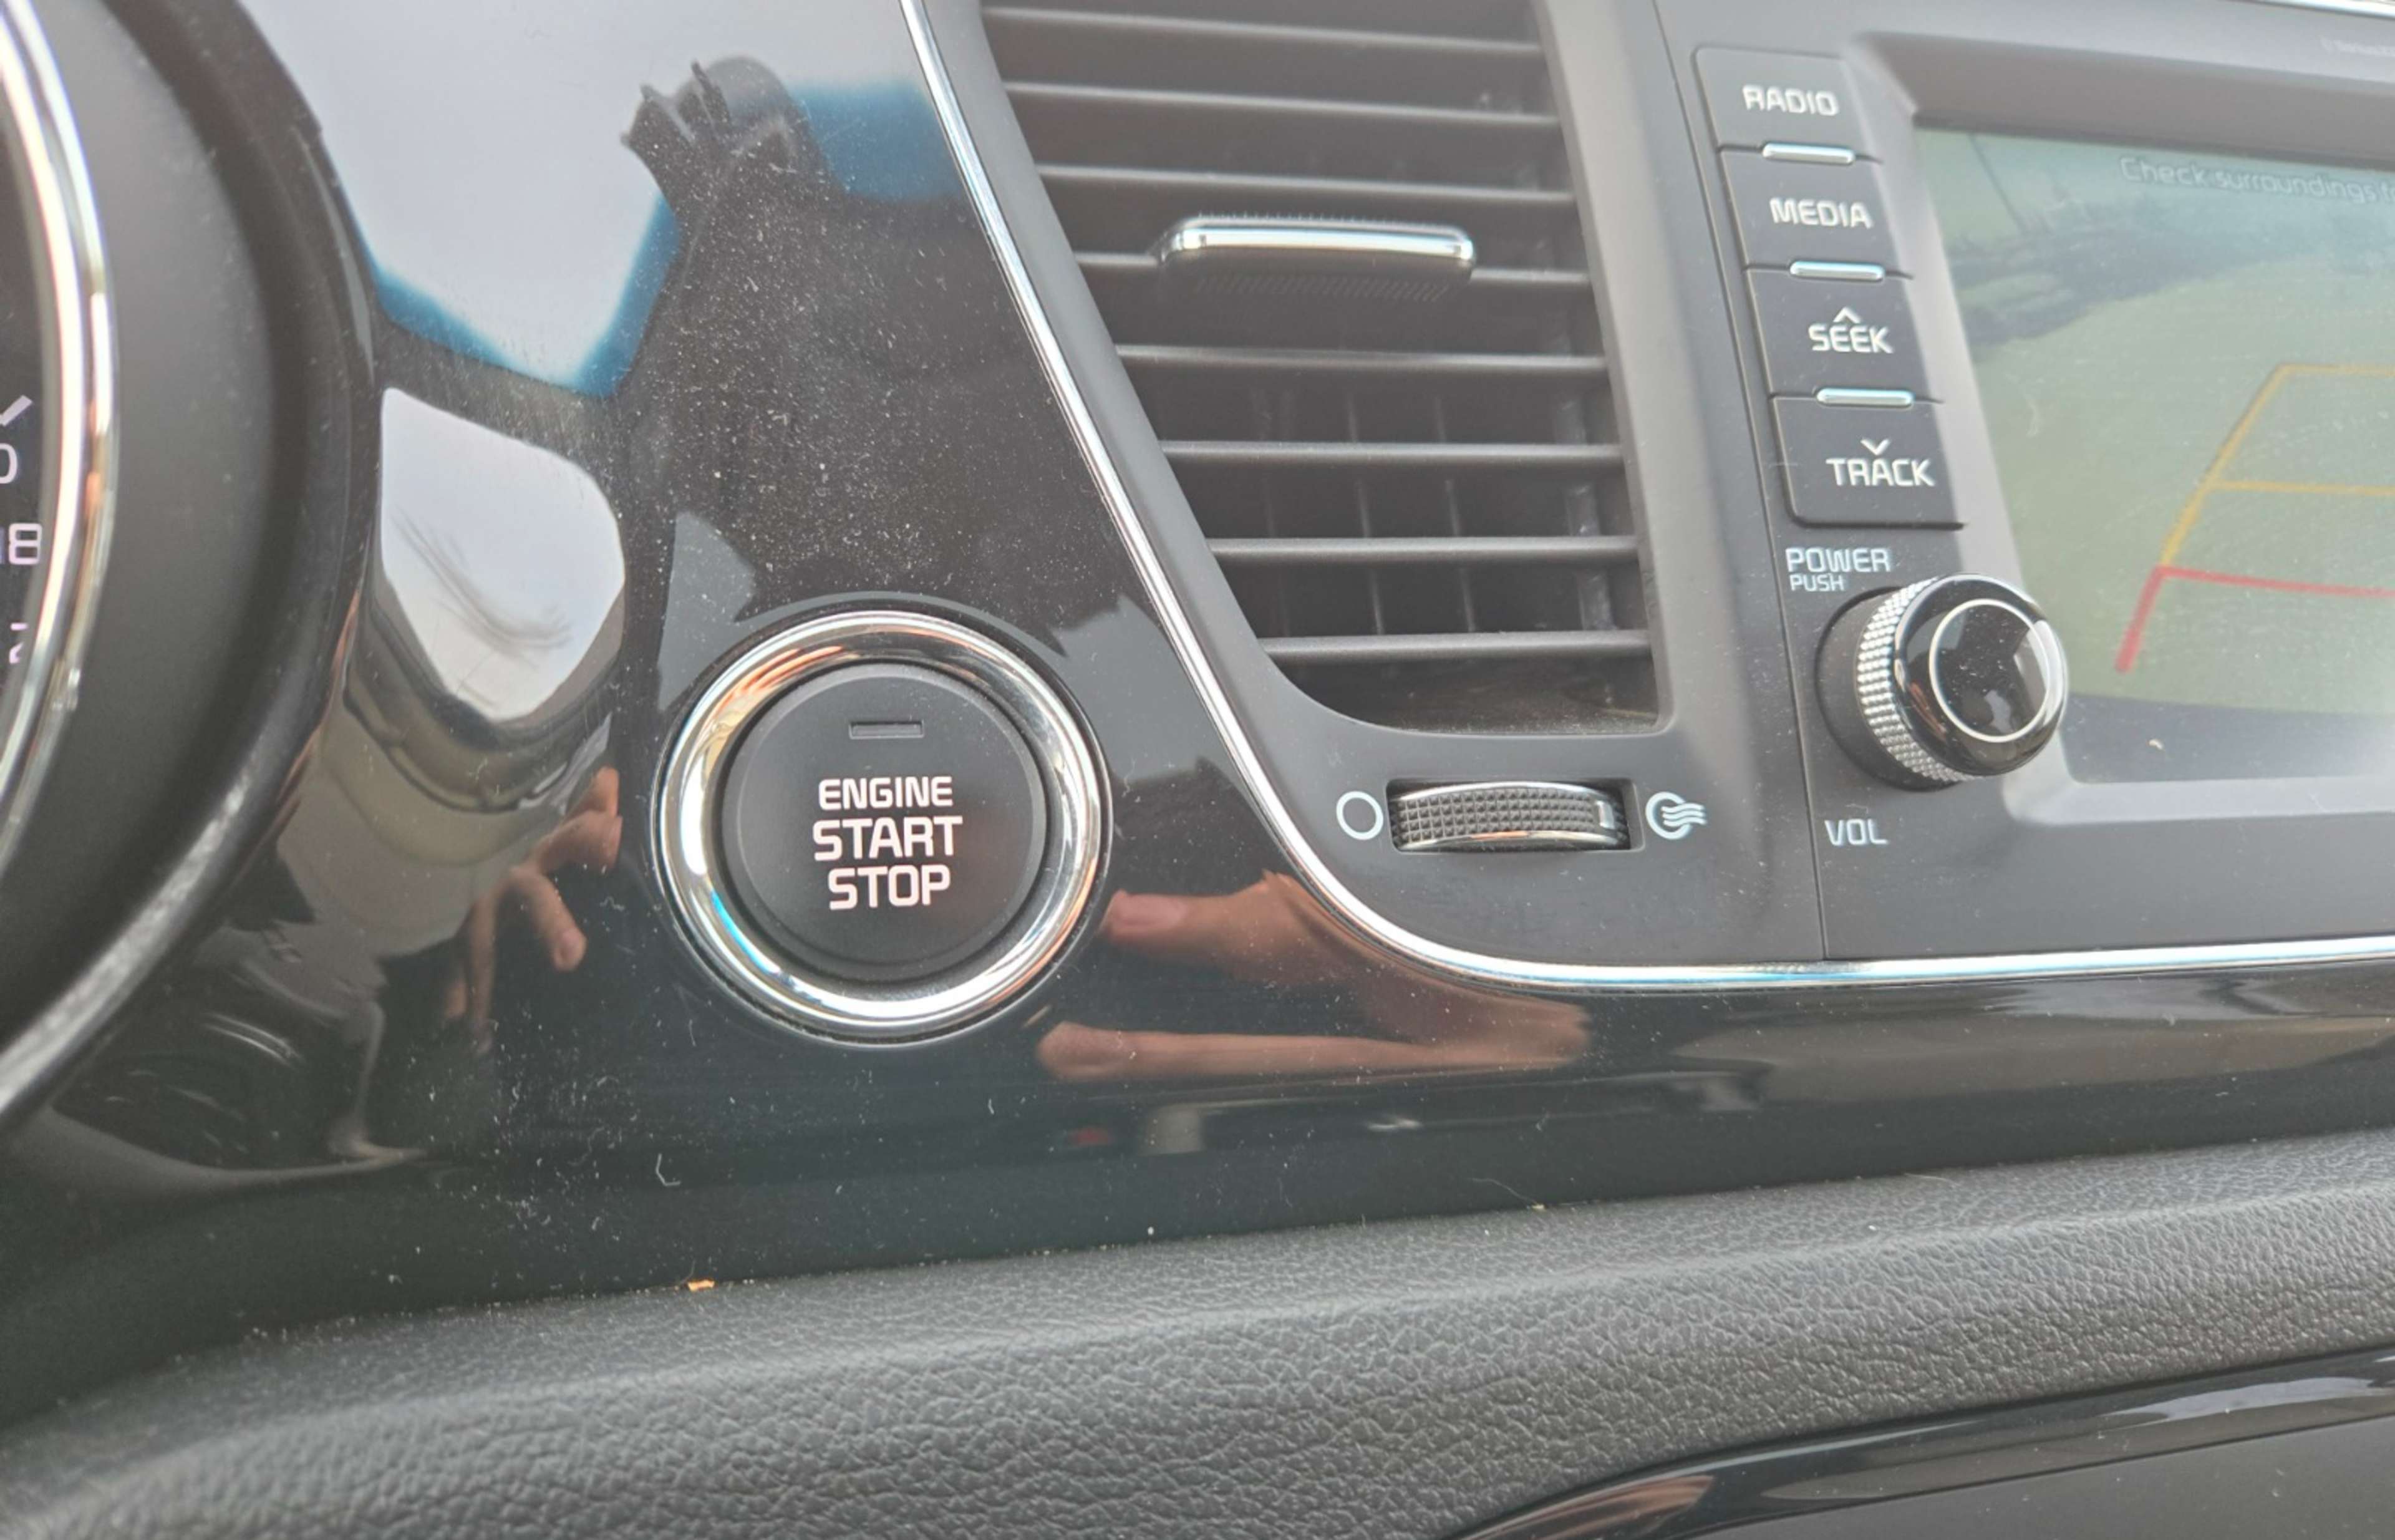 RADIO
MEDIA
SEEK
TRACK
POWER
PUSH
VOL
Check surroundings
ENGINE
START
STOP